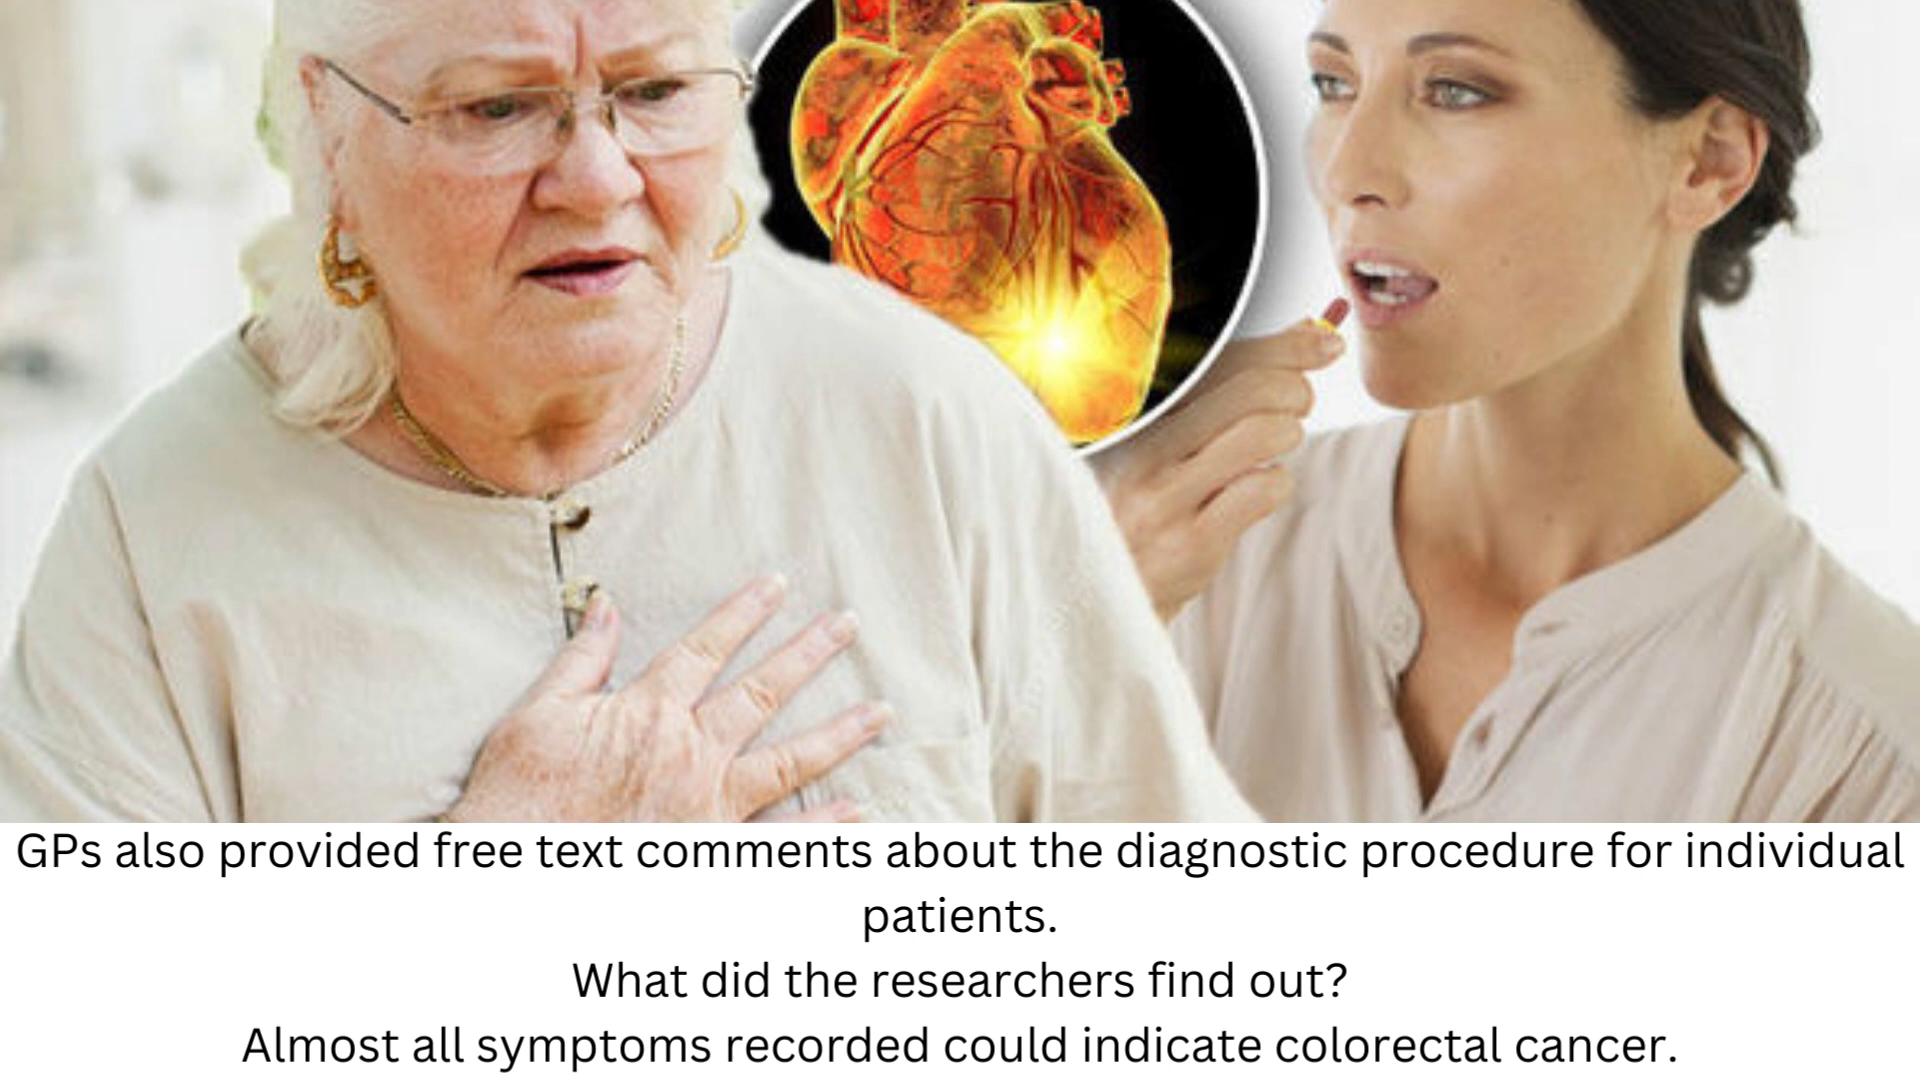 GPs also provided free text comments about the diagnostic procedure for individual
patients.
What did the researchers find out?
Almost all symptoms recorded could indicate colorectal cancer.